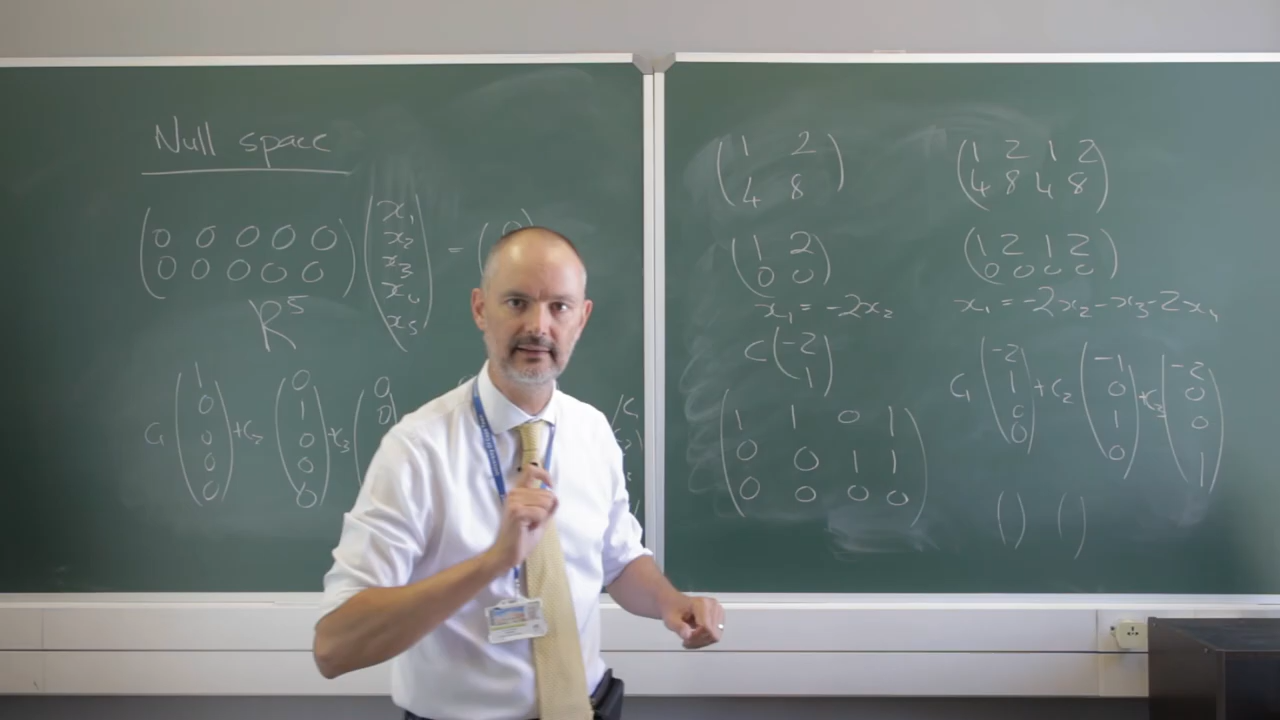 Null space
( 0 0 0 0 0 ) ( x₁ ) = ( 0
( 0 0 0 0 0 ) ( x₂ )
x₃
x₄
x₅
R⁵
C₁ ( 1 0 0 0 0 ) + C₂ ( 0 1 0 0 0 ) + C₃ ( 0 0
( 1 2 )
( 4 8 )
( 1 2 )
( 0 0 )
x₁ = -2x₂
C ( -2 )
( 1 )
( 1 1 0 1 )
( 0 0 1 1 )
( 0 0 0 0 )
( 1 2 1 2 )
( 4 8 4 8 )
( 1 2 1 2 )
( 0 0 0 0 )
x₁ = -2x₂ - x₃ - 2x₄
C₁ ( -2 1 0 0 ) + C₂ ( -1 0 1 0 ) + C₃ ( -2 0 0 1 )
( ) ( )